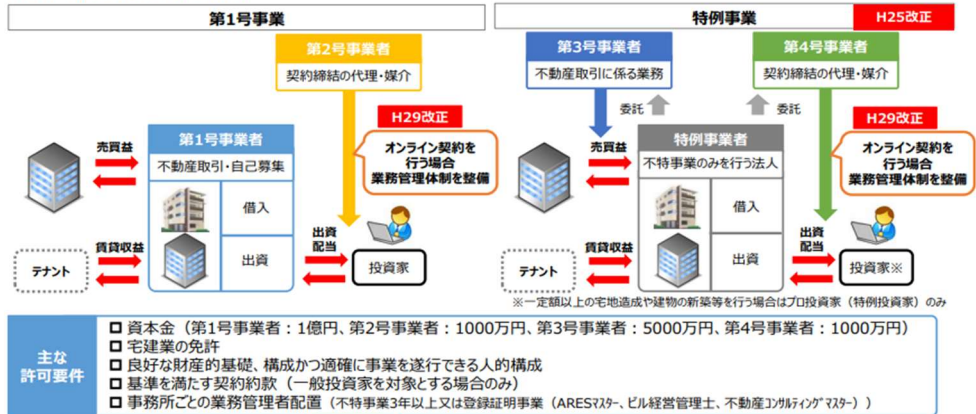 第1号事業
第2号事業者
契約締結の代理・媒介
H29改正
オンライン契約を
行う場合
業務管理体制を整備
第1号事業者
不動産取引・自己募集
売買益
借入
出資
賃貸収益
テナント
出資
配当
投資家
特例事業
H25改正
第3号事業者
不動産取引に係る業務
委託
第4号事業者
契約締結の代理・媒介
委託
H29改正
オンライン契約を
行う場合
業務管理体制を整備
特例事業者
不特事業のみを行う法人
売買益
借入
出資
賃貸収益
テナント
出資
配当
投資家※
※一定額以上の宅地造成や建物の新築等を行う場合はプロ投資家（特例投資家）のみ
主な
許可要件
□ 資本金（第1号事業者：1億円、第2号事業者：1000万円、第3号事業者：5000万円、第4号事業者：1000万円）
□ 宅建業の免許
□ 良好な財産的基礎、構成かつ適確に事業を遂行できる人的構成
□ 基準を満たす契約約款（一般投資家を対象とする場合のみ）
□ 事務所ごとの業務管理者配置（不特事業3年以上又は登録証明事業（ARESマスター、ビル経営管理士、不動産コンサルティングマスター））